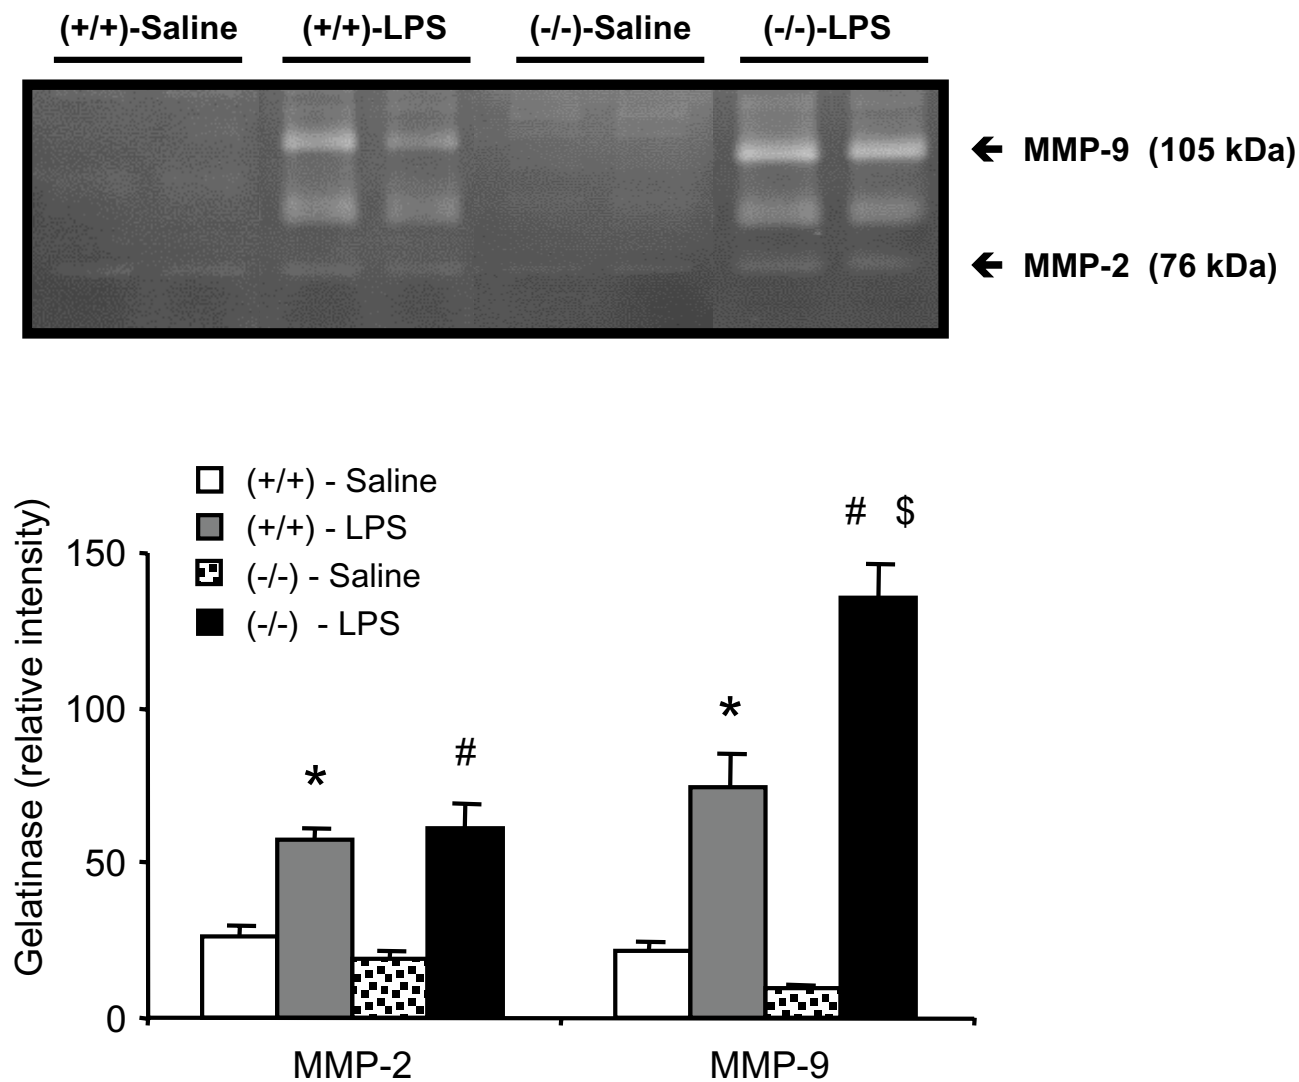 (+/+)-Saline (+/+)-LPS (-/-)-Saline (-/-)-LPS
🡸 MMP-9 (105 kDa)
🡸 MMP-2 (76 kDa)
(+/+) - Saline
(+/+) - LPS
(-/-) - Saline
(-/-) - LPS
Gelatinase (relative intensity)
# $
150
100
*
* #
50
0
MMP-2 MMP-9